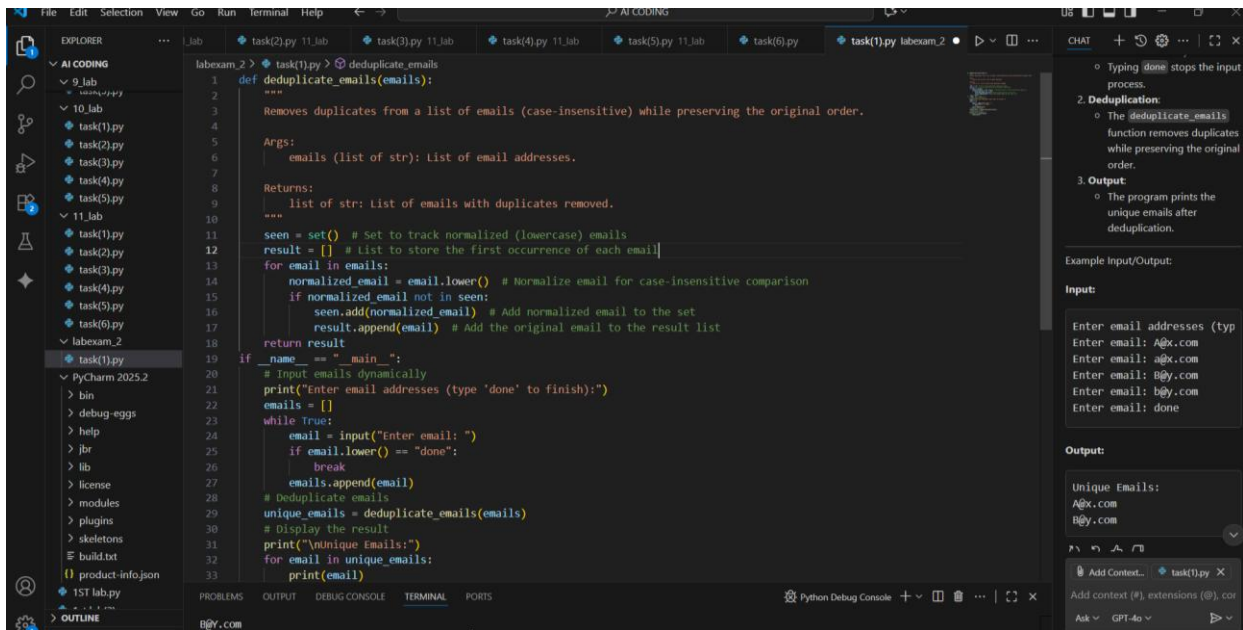 File Edit Selection View Go Run Terminal Help
AI CODING
EXPLORER
AI CODING
9_lab
10_lab
task(1).py
task(2).py
task(3).py
task(4).py
task(5).py
11_lab
task(1).py
task(2).py
task(3).py
task(4).py
task(5).py
task(6).py
labexam_2
task(1).py
PyCharm 2025.2
bin
debug-eggs
help
jbr
lib
license
modules
plugins
skeletons
build.txt
product-info.json
1ST lab.py
OUTLINE
task(2).py 11_lab task(3).py 11_lab task(4).py 11_lab task(5).py 11_lab task(6).py task(1).py labexam_2
labexam_2 > task(1).py > deduplicate_emails
1 def deduplicate_emails(emails):
2 """
3 Removes duplicates from a list of emails (case-insensitive) while preserving the original order.
4
5 Args:
6 emails (list of str): List of email addresses.
7
8 Returns:
9 list of str: List of emails with duplicates removed.
10 """
11 seen = set() # Set to track normalized (lowercase) emails
12 result = [] # List to store the first occurrence of each email
13 for email in emails:
14 normalized_email = email.lower() # Normalize email for case-insensitive comparison
15 if normalized_email not in seen:
16 seen.add(normalized_email) # Add normalized email to the set
17 result.append(email) # Add the original email to the result list
18 return result
19 if __name__ == "__main__":
20 # Input emails dynamically
21 print("Enter email addresses (type 'done' to finish):")
22 emails = []
23 while True:
24 email = input("Enter email: ")
25 if email.lower() == "done":
26 break
27 emails.append(email)
28 # Deduplicate emails
29 unique_emails = deduplicate_emails(emails)
30 # Display the result
31 print("\nUnique Emails:")
32 for email in unique_emails:
33 print(email)
PROBLEMS OUTPUT DEBUG CONSOLE TERMINAL PORTS Python Debug Console
B@Y.com
CHAT
Typing done stops the input
process.
2. Deduplication:
The deduplicate_emails
function removes duplicates
while preserving the original
order.
3. Output:
The program prints the
unique emails after
deduplication.
Example Input/Output:
Input:
Enter email addresses (typ
Enter email: A@x.com
Enter email: a@x.com
Enter email: B@y.com
Enter email: b@y.com
Enter email: done
Output:
Unique Emails:
A@x.com
B@y.com
Add Context... task(1).py
Add context (#), extensions (@), cor
Ask GPT-4o